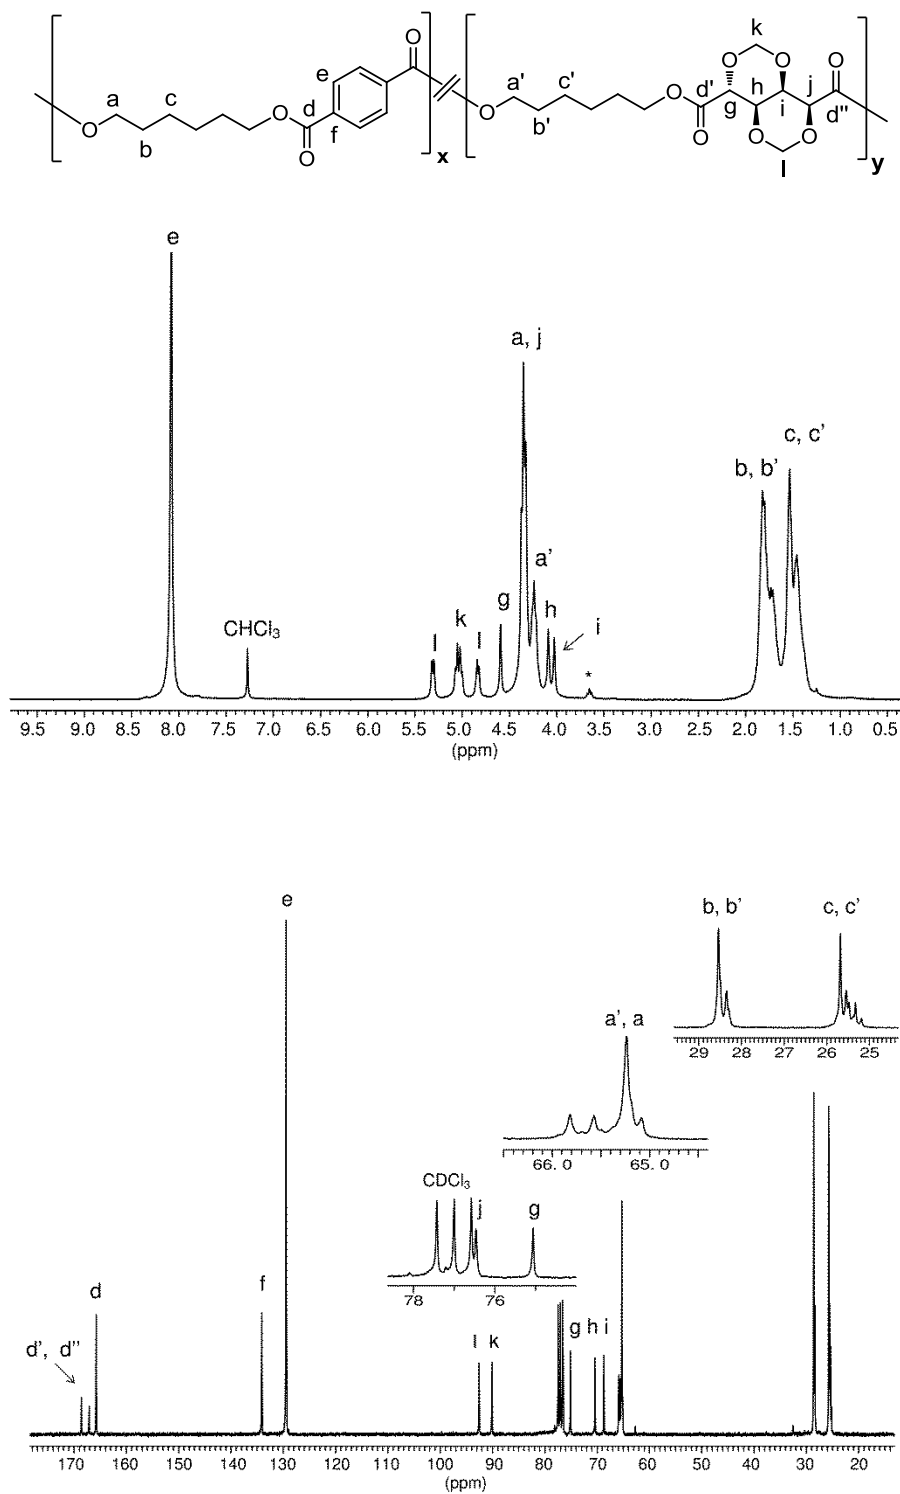 k
O
O O O
e a' c' d' h j
a c O d O g i d''
O b f O b' O O O
O x l y
e
a, j
c, c’
b, b’
a’
g
k h
CHCl3 l l i
*
9.5 9.0 8.5 8.0 7.5 7.0 6.5 6.0 5.5 5.0 4.5 4.0 3.5 3.0 2.5 2.0 1.5 1.0 0.5
(ppm)
e b, b’ c, c’
a’, a
29 28 27 26 25
66.0 65.0
CDCl3
j g
d f 78 76
d’, d" l k g h i
170 160 150 140 130 120 110 100 90 80 70 60 50 40 30 20
(ppm)